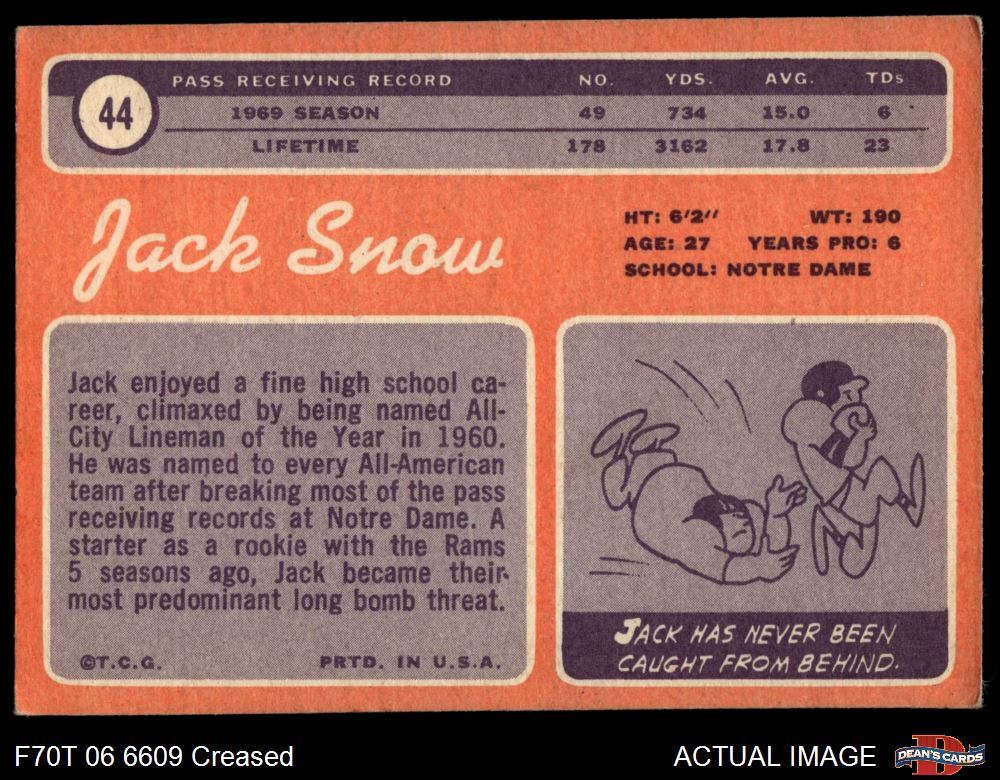 44
PASS RECEIVING RECORD NO. YDS. AVG. TDs
1969 SEASON 49 734 15.0 6
LIFETIME 178 3162 17.8 23
Jack Snow
HT: 6'2" WT: 190
AGE: 27 YEARS PRO: 6
SCHOOL: NOTRE DAME
Jack enjoyed a fine high school ca-
reer, climaxed by being named All-
City Lineman of the Year in 1960.
He was named to every All-American
team after breaking most of the pass
receiving records at Notre Dame. A
starter as a rookie with the Rams
5 seasons ago, Jack became their
most predominant long bomb threat.
©T.C.G. PRTD. IN U.S.A.
JACK HAS NEVER BEEN
CAUGHT FROM BEHIND.
F70T 06 6609 Creased
ACTUAL IMAGE
DEAN'S CARDS